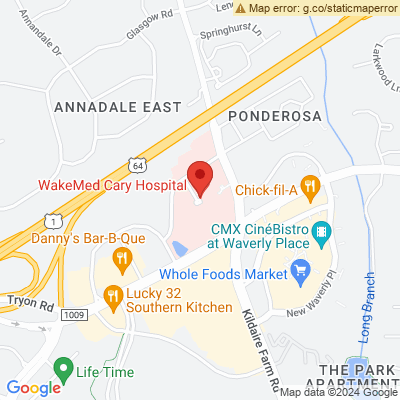 Map error: g.co/staticmaperror
Glasgow Rd
Annandale Dr
Springhurst Ln
Larkwood Ln
ANNADALE EAST
PONDEROSA
64
WakeMed Cary Hospital
Chick-fil-A
1
Danny's Bar-B-Que
CMX CinéBistro
at Waverly Place
Whole Foods Market
Tryon Rd
Lucky 32
Southern Kitchen
1009
New Waverly Pl
Kildaire Farm Rd
Long Branch
Life Time
THE PARK
APARTMENT
Google
Map data ©2024 Google